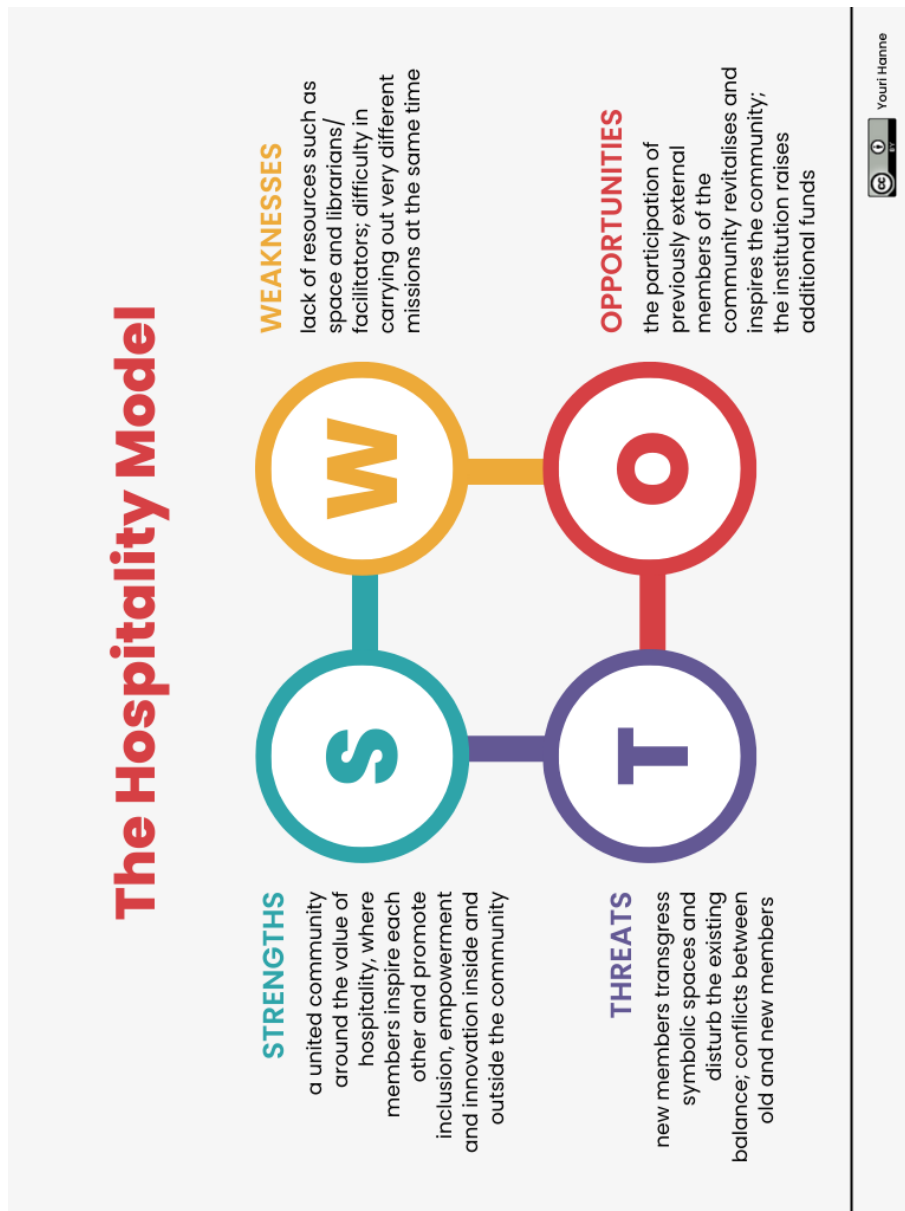 The Hospitality Model
STRENGTHS
a united community
around the value of
hospitality, where
members inspire each
other and promote
inclusion, empowerment
and innovation inside and
outside the community
S
W
WEAKNESSES
lack of resources such as
space and librarians/
facilitators; difficulty in
carrying out very different
missions at the same time
THREATS
new members transgress
symbolic spaces and
disturb the existing
balance; conflicts between
old and new members
T
O
OPPORTUNITIES
the participation of
previously external
members of the
community revitalises and
inspires the community;
the institution raises
additional funds
cc
BY
Youri Hanne